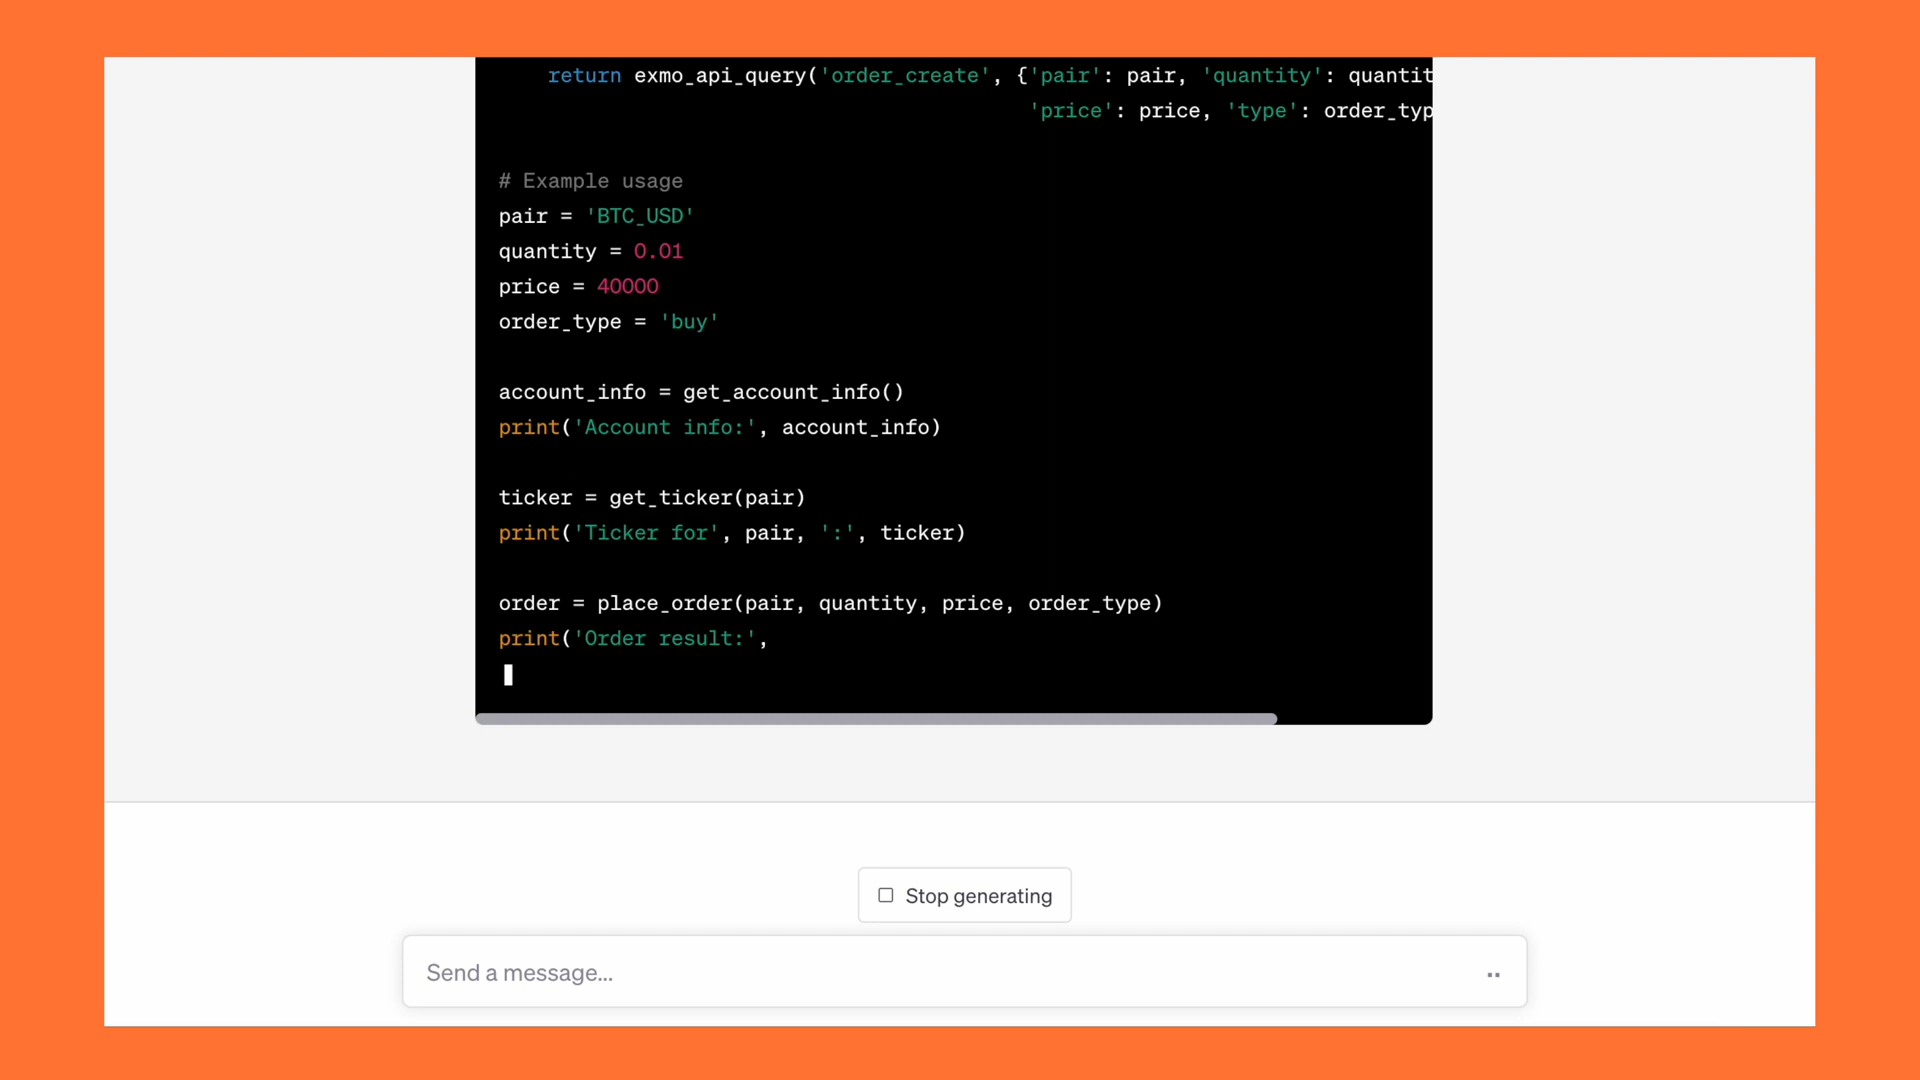 return exmo_api_query('order_create', {'pair': pair, 'quantity': quantit
'price': price, 'type': order_typ
# Example usage
pair = 'BTC_USD'
quantity = 0.01
price = 40000
order_type = 'buy'
account_info = get_account_info()
print('Account info:', account_info)
ticker = get_ticker(pair)
print('Ticker for', pair, ':', ticker)
order = place_order(pair, quantity, price, order_type)
print('Order result:',
Stop generating
Send a message...